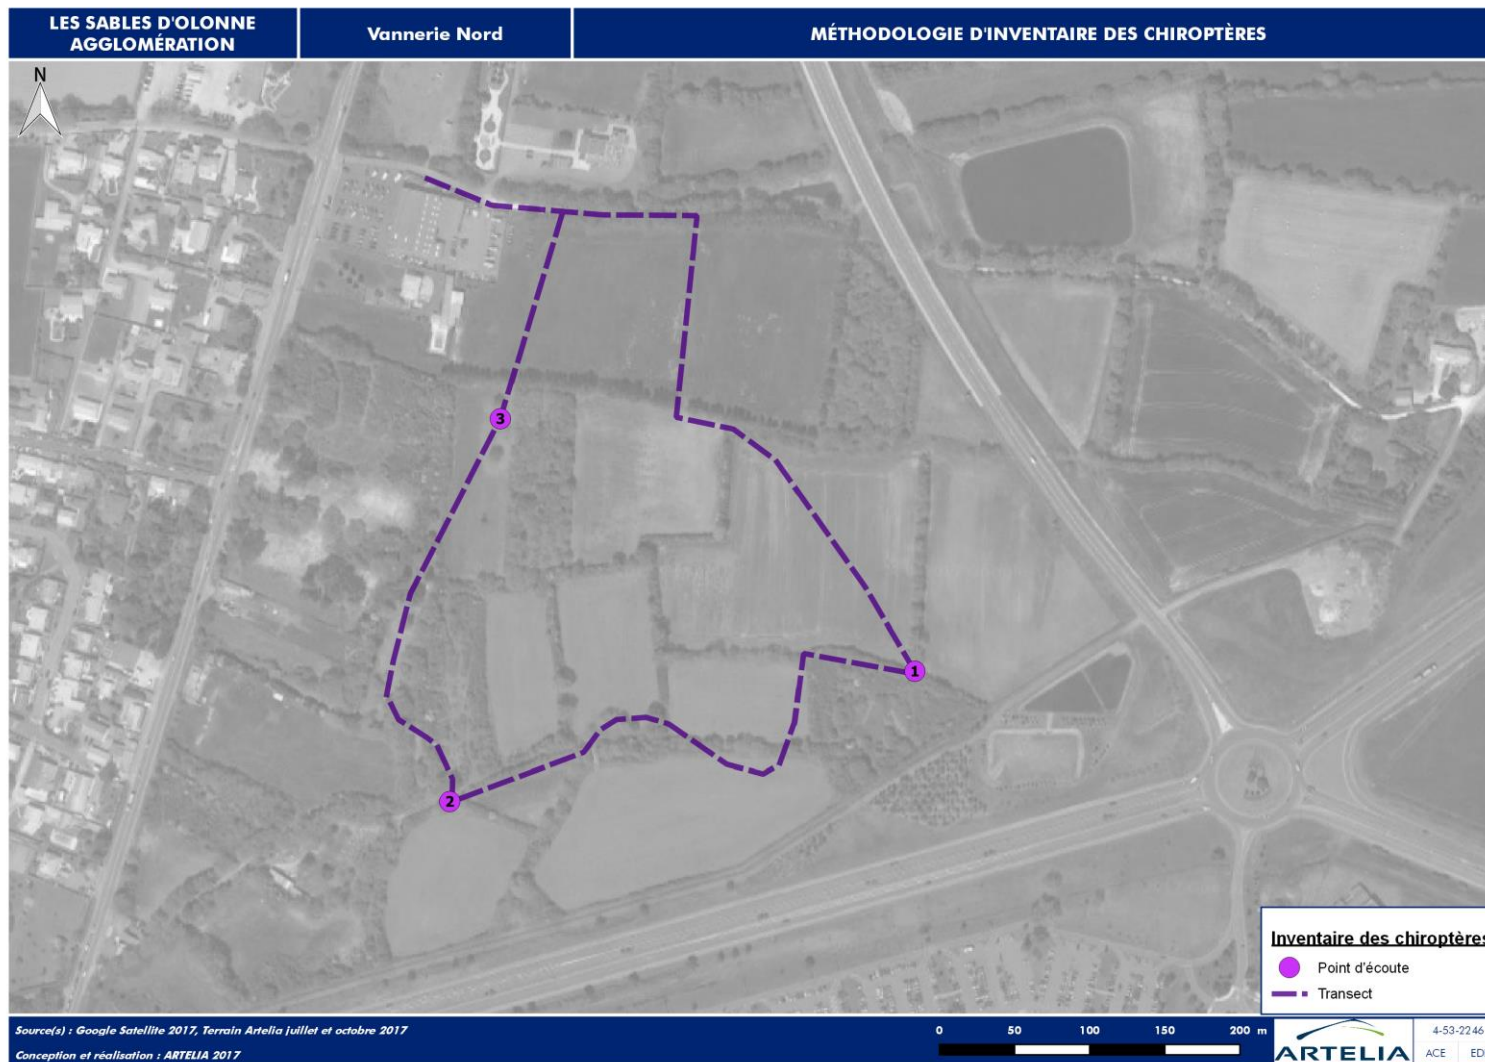 LES SABLES D'OLONNE
AGGLOMÉRATION
Vannerie Nord
MÉTHODOLOGIE D'INVENTAIRE DES CHIROPTÈRES
N
3
1
2
Inventaire des chiroptères
Point d'écoute
Transect
Source(s) : Google Satellite 2017, Terrain Artelia juillet et octobre 2017
Conception et réalisation : ARTELIA 2017
0 50 100 150 200 m
ARTELIA
4-53-2246
ACE